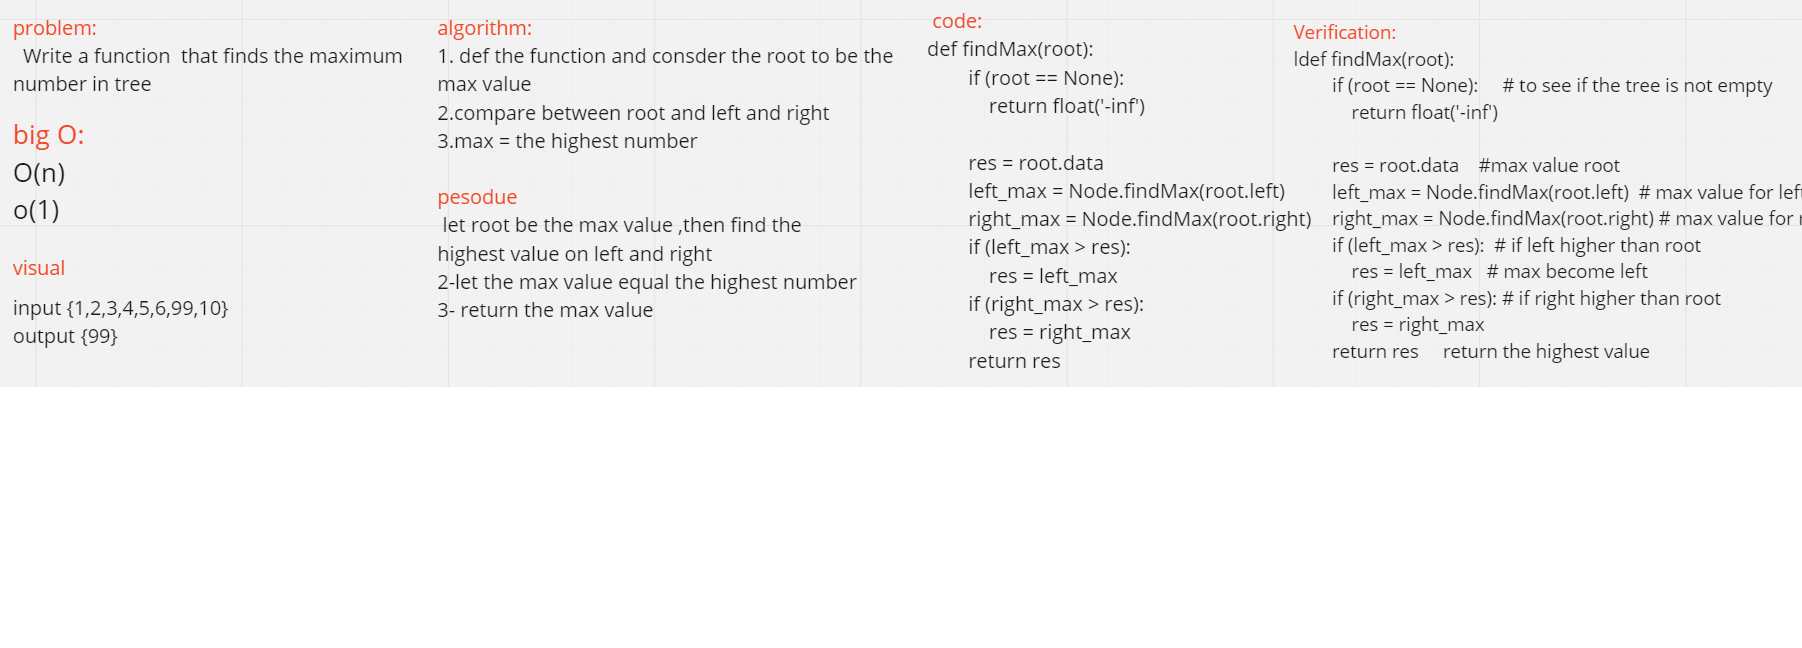 problem:
Write a function that finds the maximum
number in tree
big O:
O(n)
o(1)
visual
input {1,2,3,4,5,6,99,10}
output {99}
algorithm:
1. def the function and consder the root to be the
max value
2.compare between root and left and right
3.max = the highest number
pesodue
let root be the max value ,then find the
highest value on left and right
2-let the max value equal the highest number
3- return the max value
code:
def findMax(root):
if (root == None):
return float('-inf')
res = root.data
left_max = Node.findMax(root.left)
right_max = Node.findMax(root.right)
if (left_max > res):
res = left_max
if (right_max > res):
res = right_max
return res
Verification:
ldef findMax(root):
if (root == None): # to see if the tree is not empty
return float('-inf')
res = root.data #max value root
left_max = Node.findMax(root.left) # max value for left
right_max = Node.findMax(root.right) # max value for
if (left_max > res): # if left higher than root
res = left_max # max become left
if (right_max > res): # if right higher than root
res = right_max
return res return the highest value